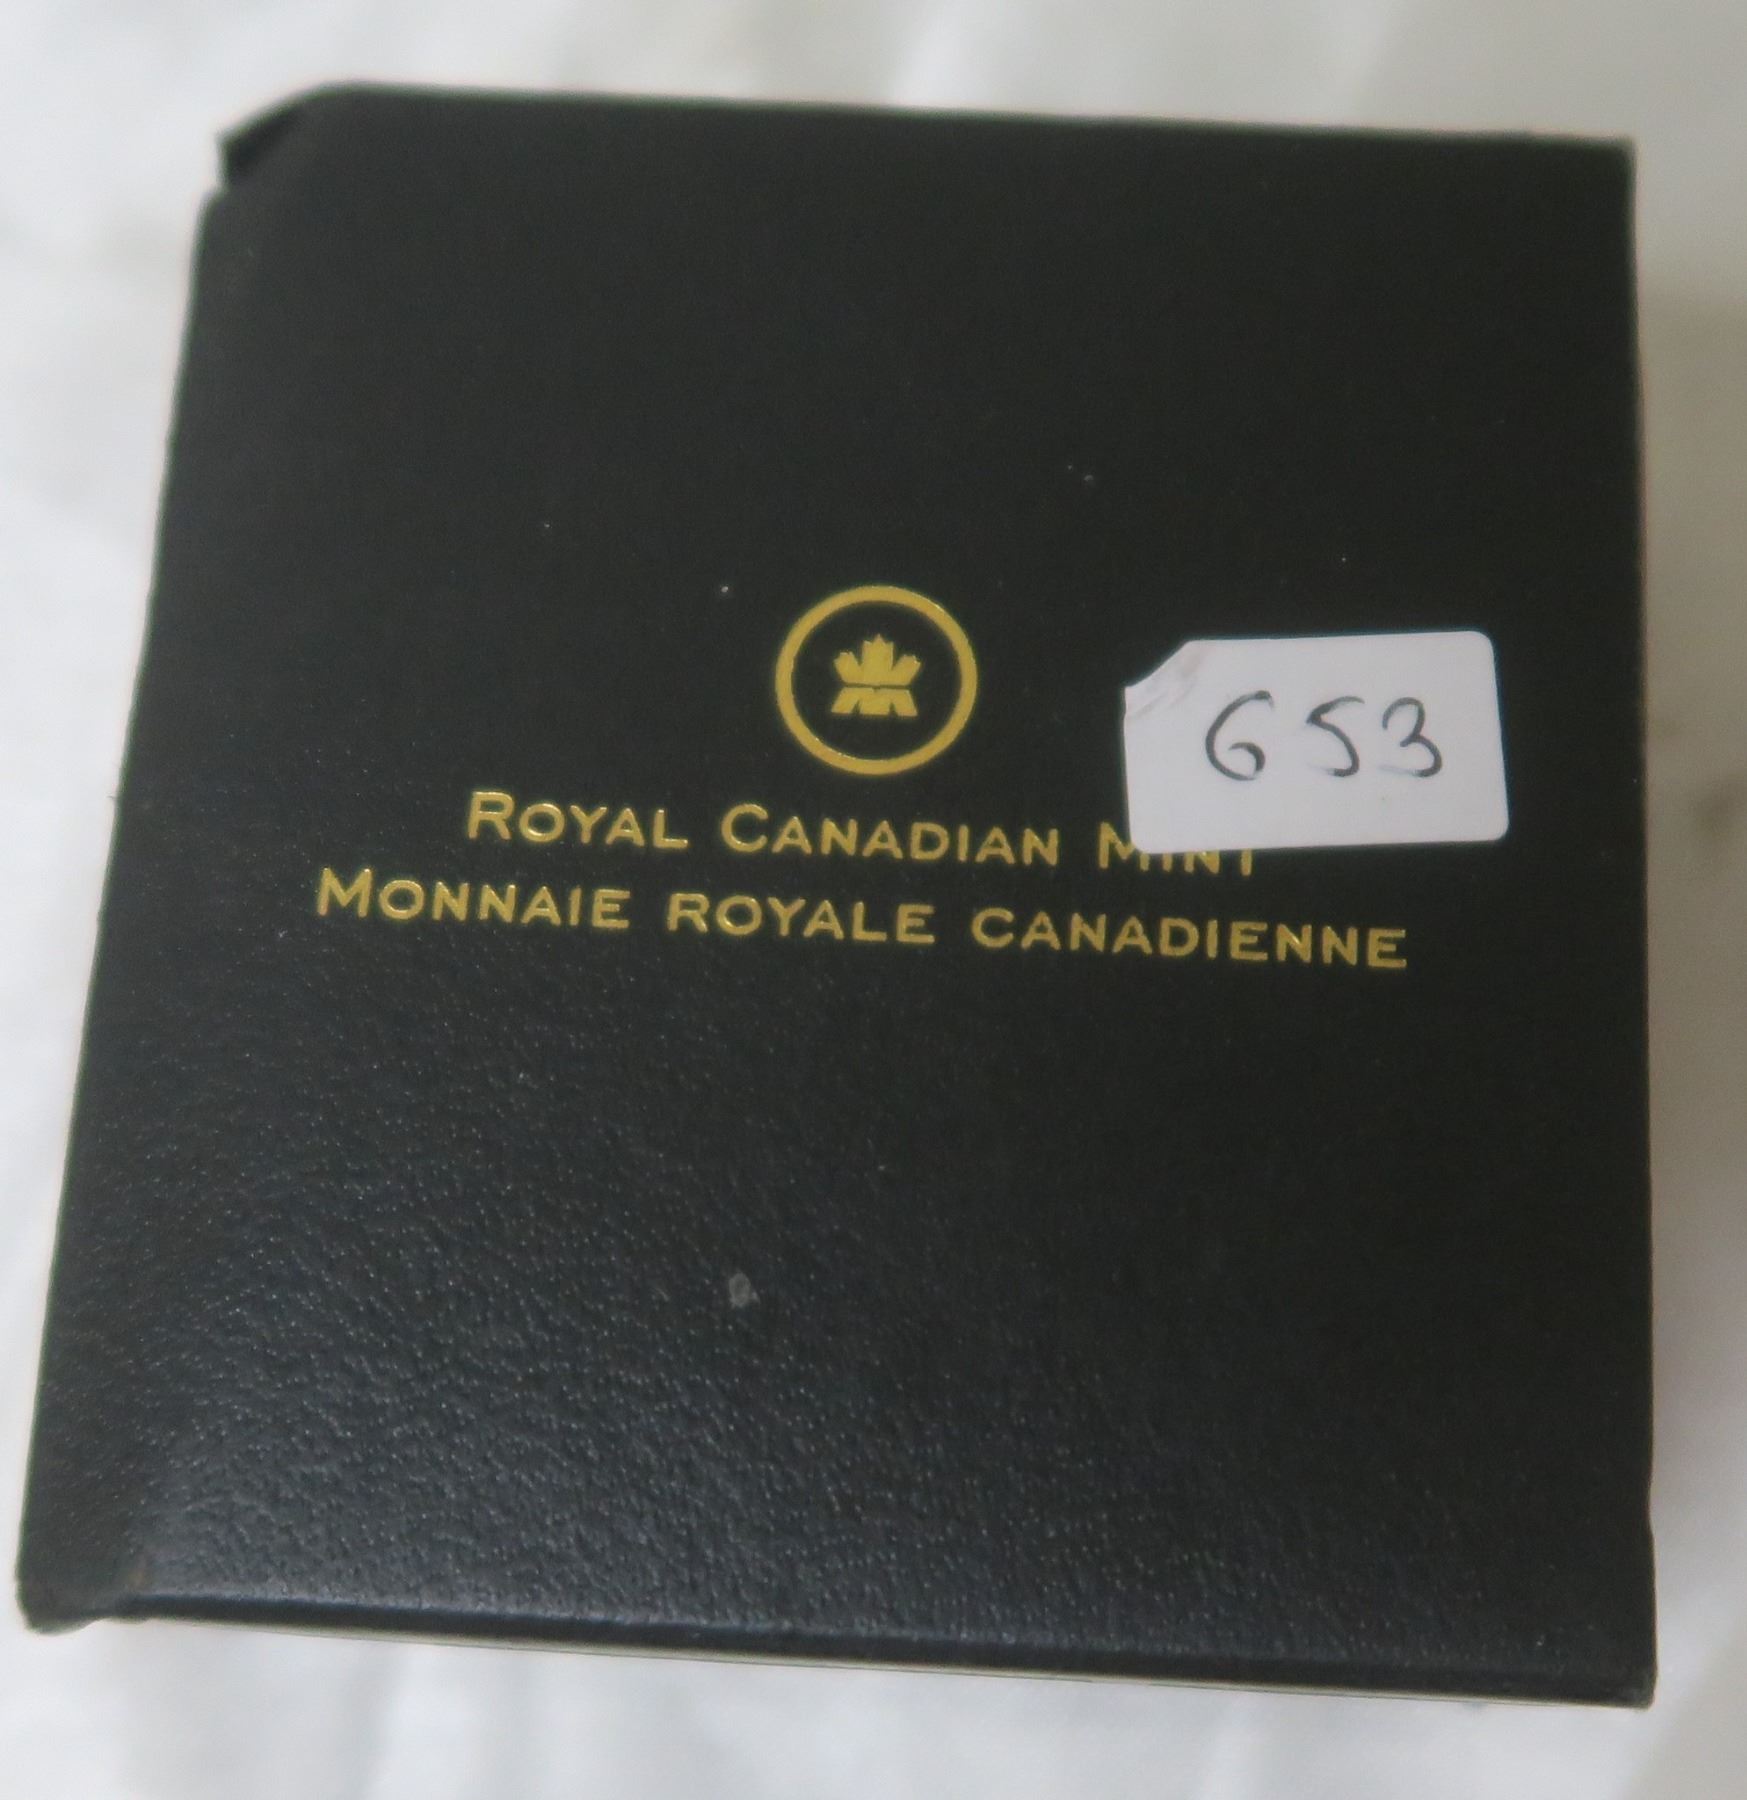 653
ROYAL CANADIAN MINT
MONNAIE ROYALE CANADIENNE